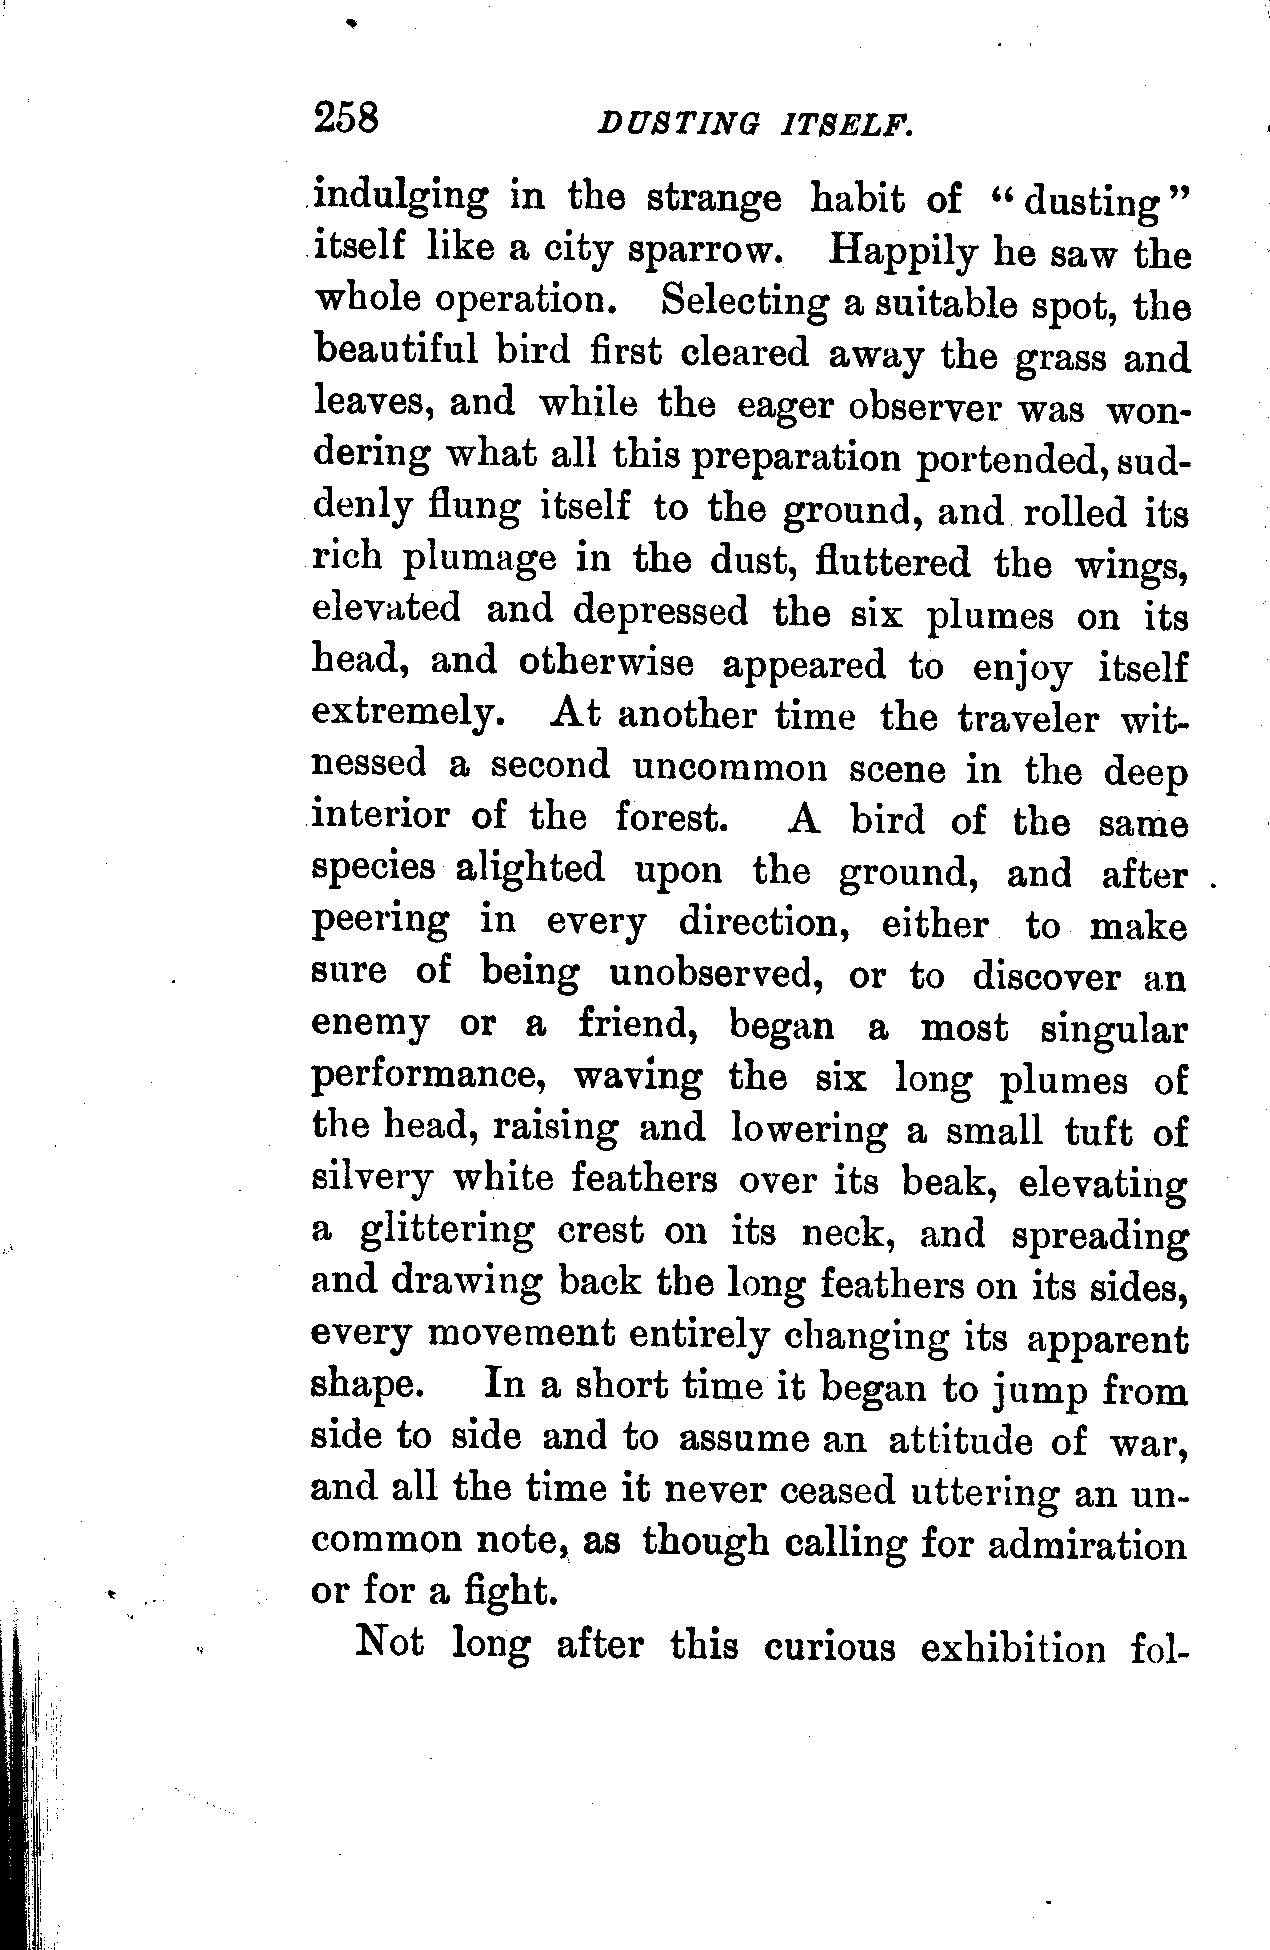 258 DUSTING ITSELF.
indulging in the strange habit of “dusting”
itself like a city sparrow. Happily he saw the
whole operation. Selecting a suitable spot, the
beautiful bird first cleared away the grass and
leaves, and while the eager observer was won-
dering what all this preparation portended, sud-
denly flung itself to the ground, and rolled its
rich plumage in the dust, fluttered the wings,
elevated and depressed the six plumes on its
head, and otherwise appeared to enjoy itself
extremely. At another time the traveler wit-
nessed a second uncommon scene in the deep
interior of the forest. A bird of the same
species alighted upon the ground, and after
peering in every direction, either to make
sure of being unobserved, or to discover an
enemy or a friend, began a most singular
performance, waving the six long plumes of
the head, raising and lowering a small tuft of
silvery white feathers over its beak, elevating
a glittering crest on its neck, and spreading
and drawing back the long feathers on its sides,
every movement entirely changing its apparent
shape. In a short time it began to jump from
side to side and to assume an attitude of war,
and all the time it never ceased uttering an un-
common note, as though calling for admiration
or for a fight.
Not long after this curious exhibition fol-